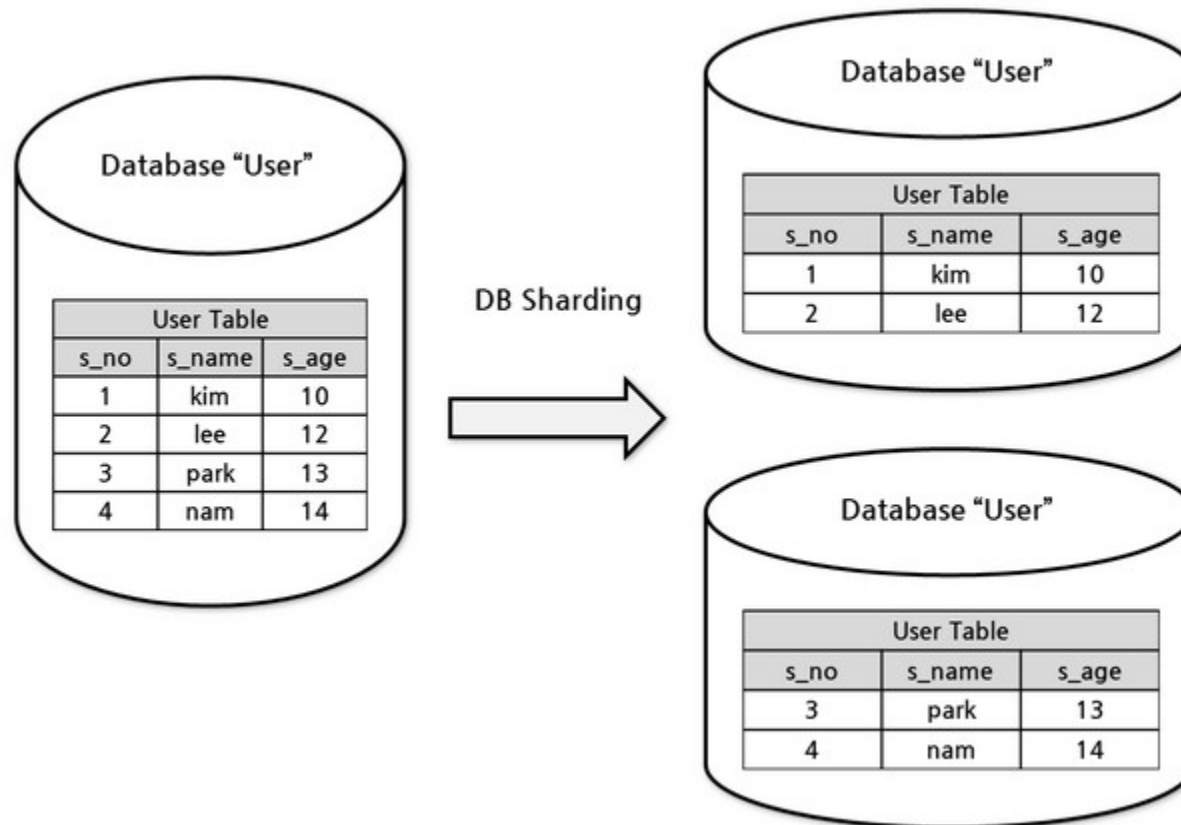 Database “User”
User Table
s_no s_name s_age
1 kim 10
2 lee 12
3 park 13
4 nam 14
DB Sharding
Database “User”
User Table
s_no s_name s_age
1 kim 10
2 lee 12
Database “User”
User Table
s_no s_name s_age
3 park 13
4 nam 14